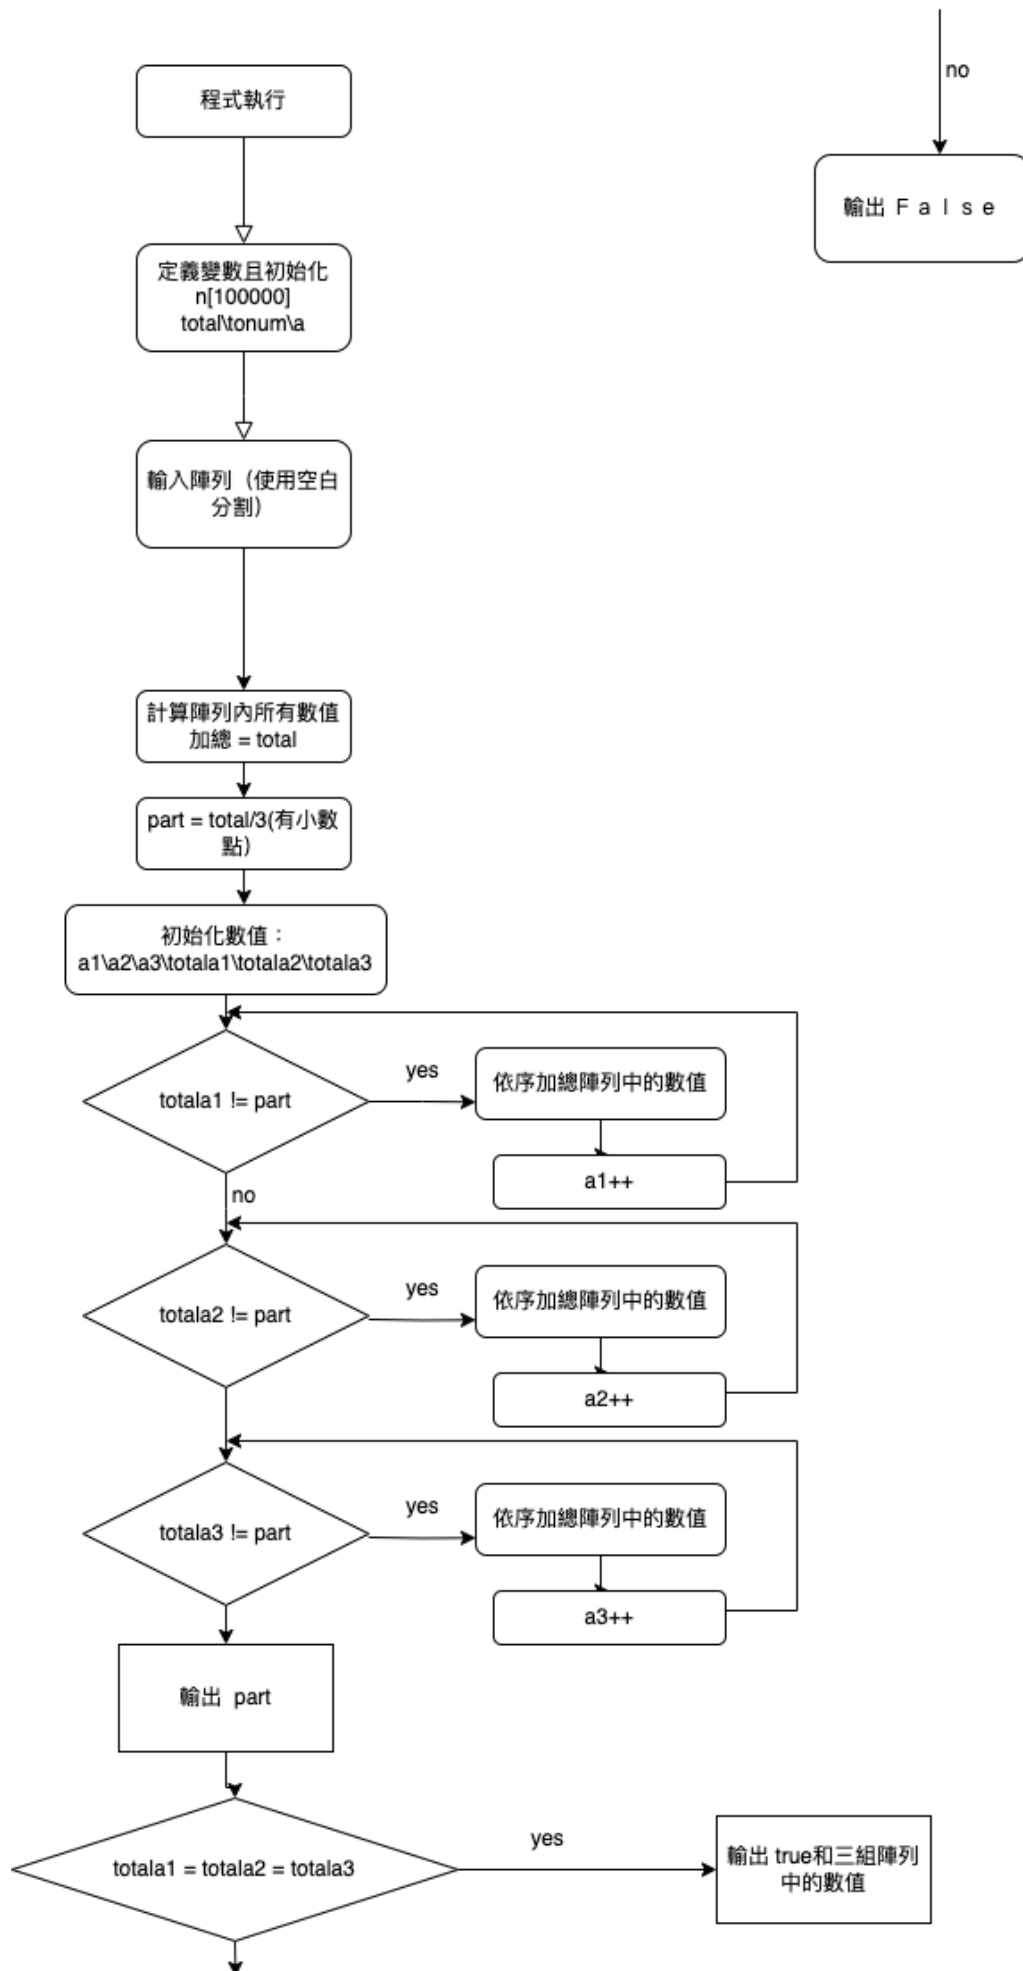 程式執行
no
輸出 F a l s e
定義變數且初始化
n[100000]
total\tonum\a
輸入陣列（使用空白
分割）
計算陣列內所有數值
加總 = total
part = total/3(有小數
點）
初始化數值：
a1\a2\a3\totala1\totala2\totala3
totala1 != part
yes
依序加總陣列中的數值
a1++
no
totala2 != part
yes
依序加總陣列中的數值
a2++
totala3 != part
yes
依序加總陣列中的數值
a3++
輸出 part
totala1 = totala2 = totala3
yes
輸出 true和三組陣列
中的數值